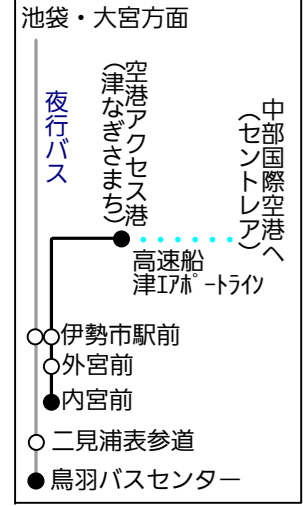 池袋・大宮方面
夜行バス
空港アクセス港
(津なぎさまち)
中部国際空港へ
(セントレア)
高速船
津エアポートライン
伊勢市駅前
外宮前
内宮前
二見浦表参道
鳥羽バスセンター